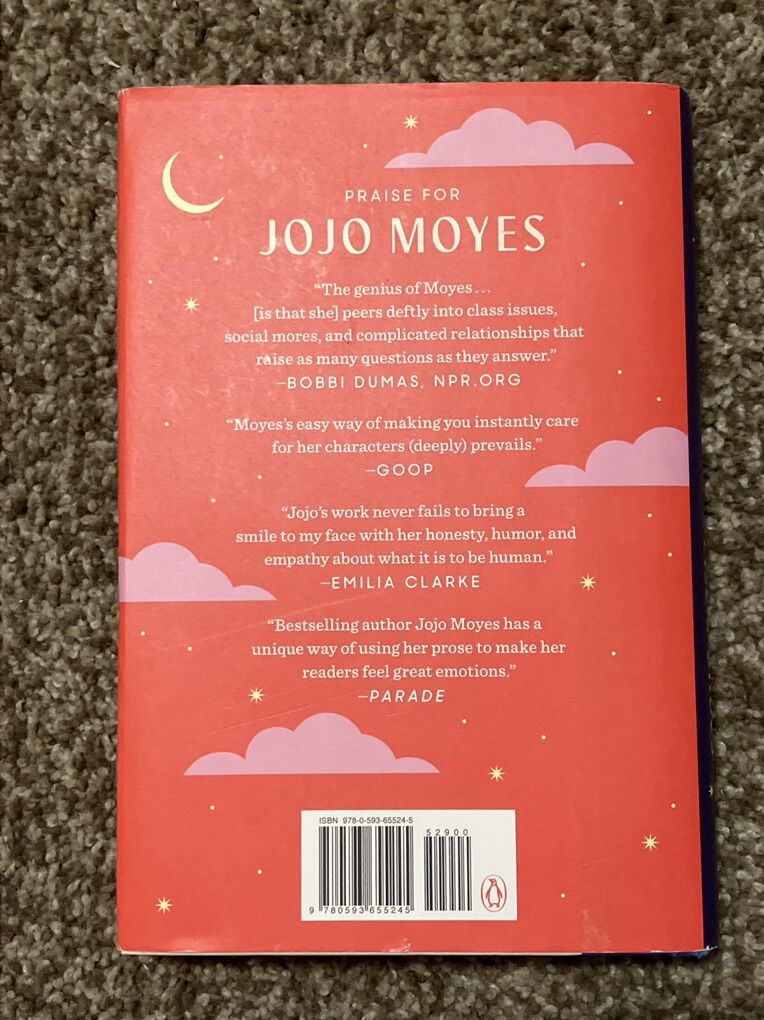 PRAISE FOR
JOJO MOYES
“The genius of Moyes...
[is that she] peers deftly into class issues,
social mores, and complicated relationships that
raise as many questions as they answer.”
—BOBBI DUMAS, NPR.ORG
“Moyes’s easy way of making you instantly care
for her characters (deeply) prevails.”
—GOOP
“Jojo’s work never fails to bring a
smile to my face with her honesty, humor, and
empathy about what it is to be human.”
—EMILIA CLARKE
“Bestselling author Jojo Moyes has a
unique way of using her prose to make her
readers feel great emotions.”
—PARADE
ISBN 978-0-593-65524-5
52900
9 780593 655245